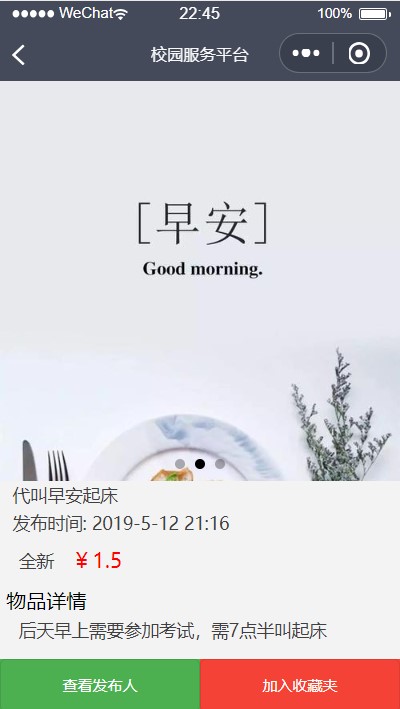 WeChat 22:45 100%
校园服务平台
[早安]
Good morning.
代叫早安起床
发布时间: 2019-5-12 21:16
全新 ¥ 1.5
物品详情
后天早上需要参加考试，需7点半叫起床
查看发布人 加入收藏夹